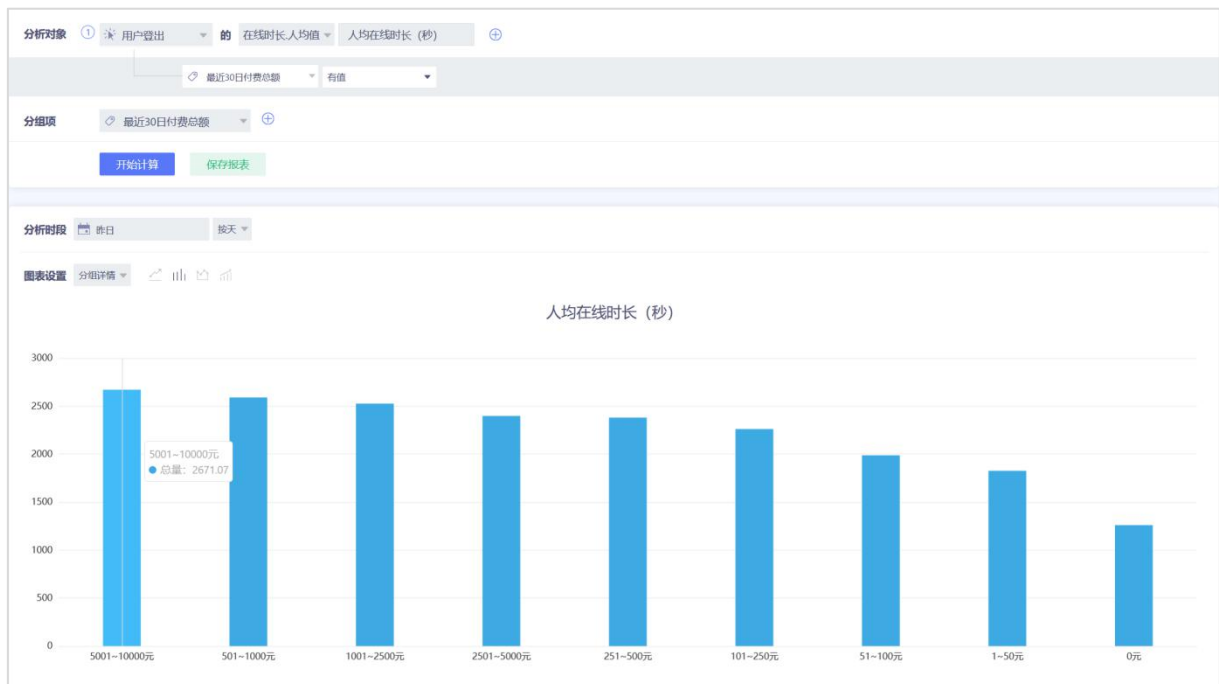 分析对象 1 用户登出 的 在线时长.人均值 人均在线时长（秒）
最近30日付费总额 有值
分组项 最近30日付费总额
开始计算 保存报表
分析时段 昨日 按天
图表设置 分组详情
人均在线时长（秒）
3000
2500
2000
1500
1000
500
0
5001~10000元
总量：2671.07
5001~10000元 501~1000元 1001~2500元 2501~5000元 251~500元 101~250元 51~100元 1~50元 0元